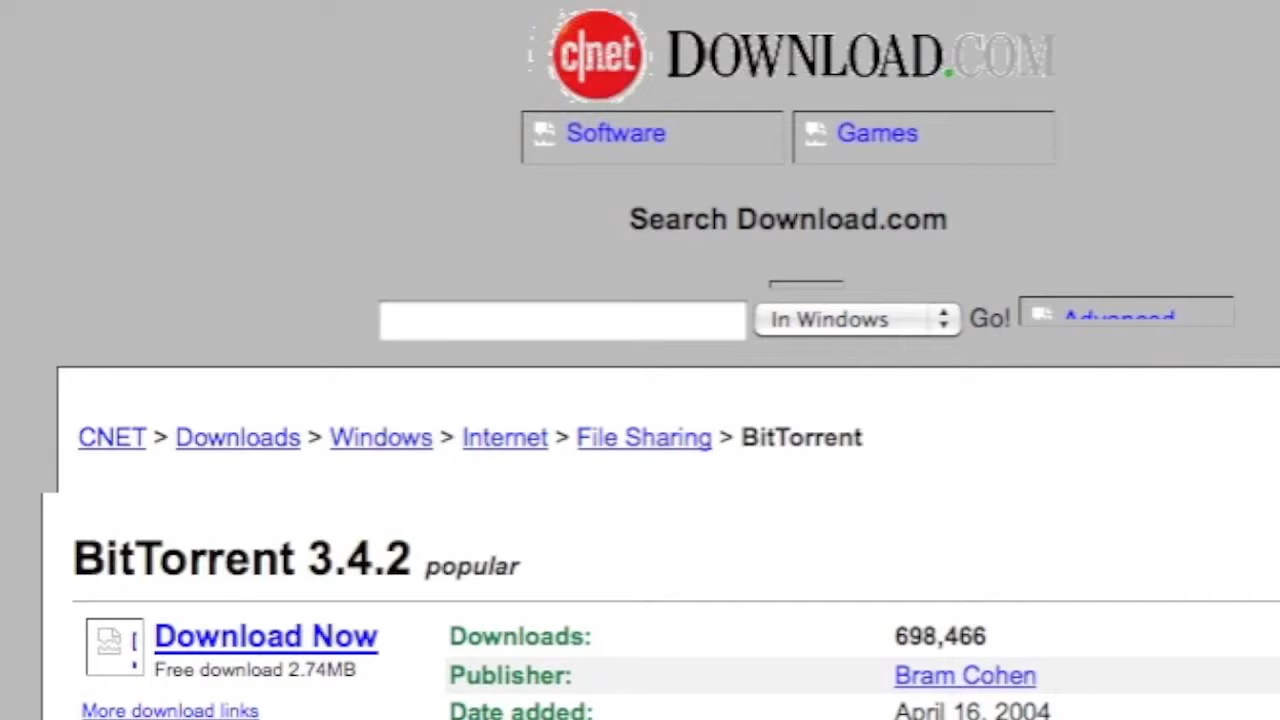 c|net DOWNLOAD.COM
Software Games
Search Download.com
In Windows Go! Advanced
CNET > Downloads > Windows > Internet > File Sharing > BitTorrent
BitTorrent 3.4.2 popular
Download Now Downloads: 698,466
Free download 2.74MB
Publisher: Bram Cohen
More download links Date added: April 16, 2004